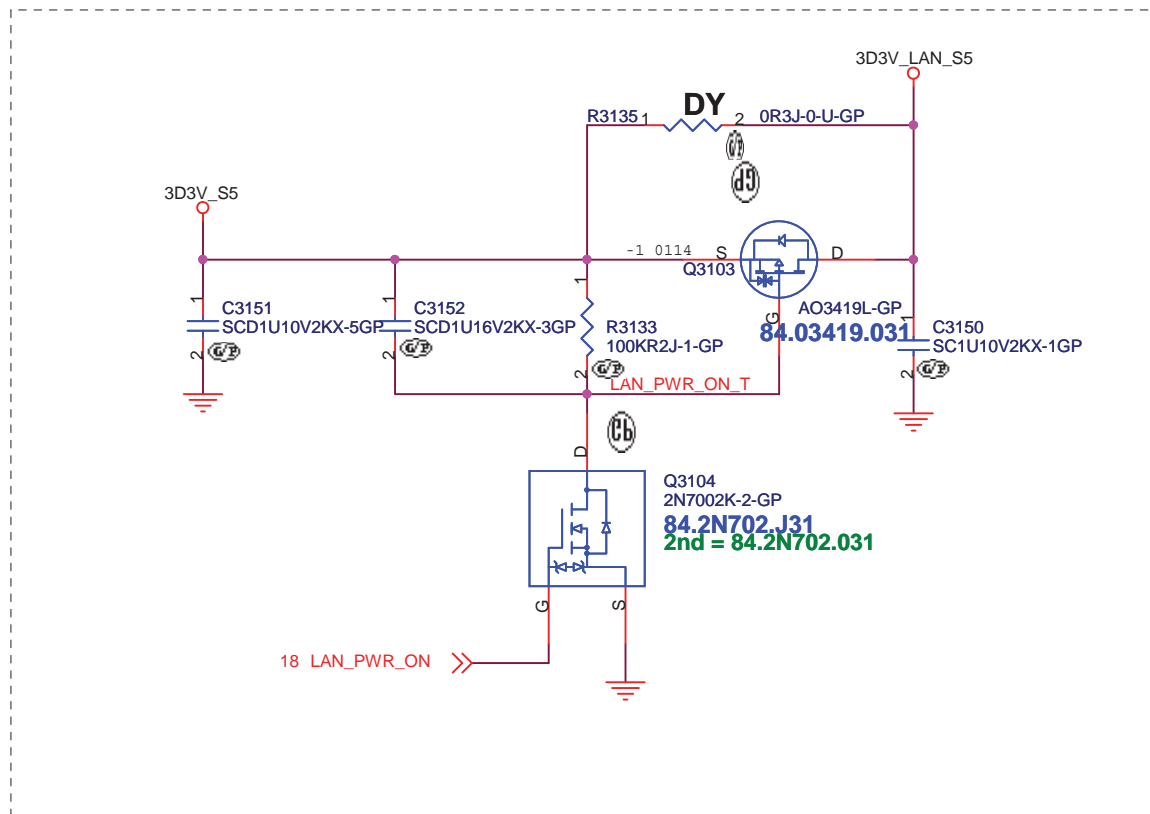 3D3V_LAN_S5
DY
R3135 1
2 0R3J-0-U-GP
G/P
GP
3D3V_S5
-1 0114
S
D
Q3103
1
1
1
C3151
SCD1U10V2KX-5GP
2
G/P
C3152
SCD1U16V2KX-3GP
2
G/P
R3133
100KR2J-1-GP
2
G/P
G
AO3419L-GP
84.03419.031
1
C3150
SC1U10V2KX-1GP
2
G/P
LAN_PWR_ON_T
D
Q3104
2N7002K-2-GP
84.2N702.J31
2nd = 84.2N702.031
G
S
18 LAN_PWR_ON